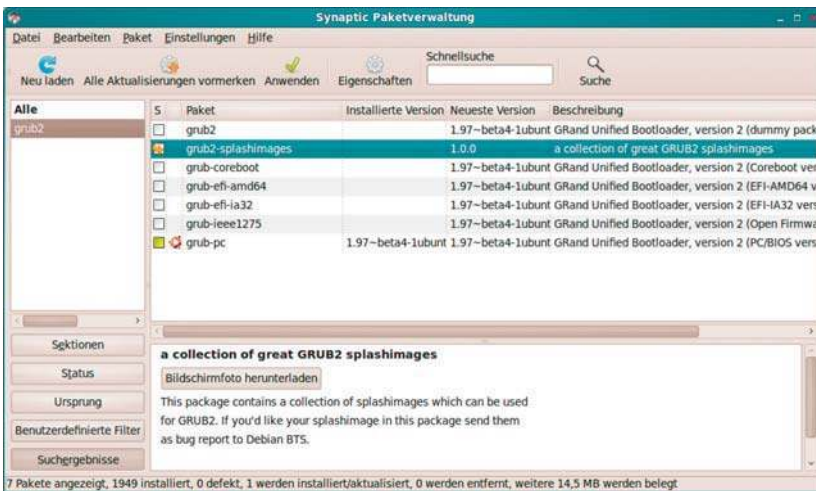 Synaptic Paketverwaltung
Datei Bearbeiten Paket Einstellungen Hilfe
Schnellsuche
Neu laden Alle Aktualisierungen vormerken Anwenden Eigenschaften Suche
Alle
grub2
S Paket Installierte Version Neueste Version Beschreibung
grub2 1.97~beta4-1ubunt GRand Unified Bootloader, version 2 (dummy pack
grub2-splashimages 1.0.0 a collection of great GRUB2 splashimages
grub-coreboot 1.97~beta4-1ubunt GRand Unified Bootloader, version 2 (Coreboot ver
grub-efi-amd64 1.97~beta4-1ubunt GRand Unified Bootloader, version 2 (EFI-AMD64 v
grub-efi-ia32 1.97~beta4-1ubunt GRand Unified Bootloader, version 2 (EFI-IA32 vers
grub-ieee1275 1.97~beta4-1ubunt GRand Unified Bootloader, version 2 (Open Firmwa
grub-pc 1.97~beta4-1ubunt 1.97~beta4-1ubunt GRand Unified Bootloader, version 2 (PC/BIOS vers
Sektionen
Status
Ursprung
Benutzerdefinierte Filter
Suchergebnisse
a collection of great GRUB2 splashimages
Bildschirmfoto herunterladen
This package contains a collection of splashimages which can be used
for GRUB2. If you'd like your splashimage in this package send them
as bug report to Debian BTS.
7 Pakete angezeigt, 1949 installiert, 0 defekt, 1 werden installiert/aktualisiert, 0 werden entfernt, weitere 14,5 MB werden belegt